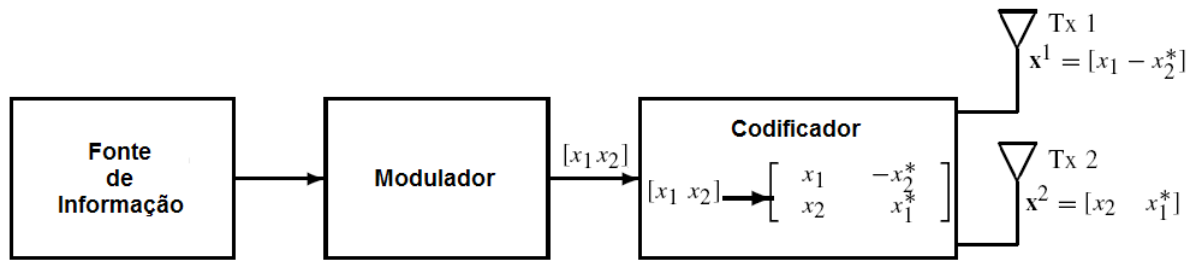 Fonte
de
Informação
Modulador
[x₁ x₂]
Codificador
[x₁ x₂]
x₁ −x₂*
x₂ x₁*
Tx 1
x¹ = [x₁ − x₂*]
Tx 2
x² = [x₂ x₁*]